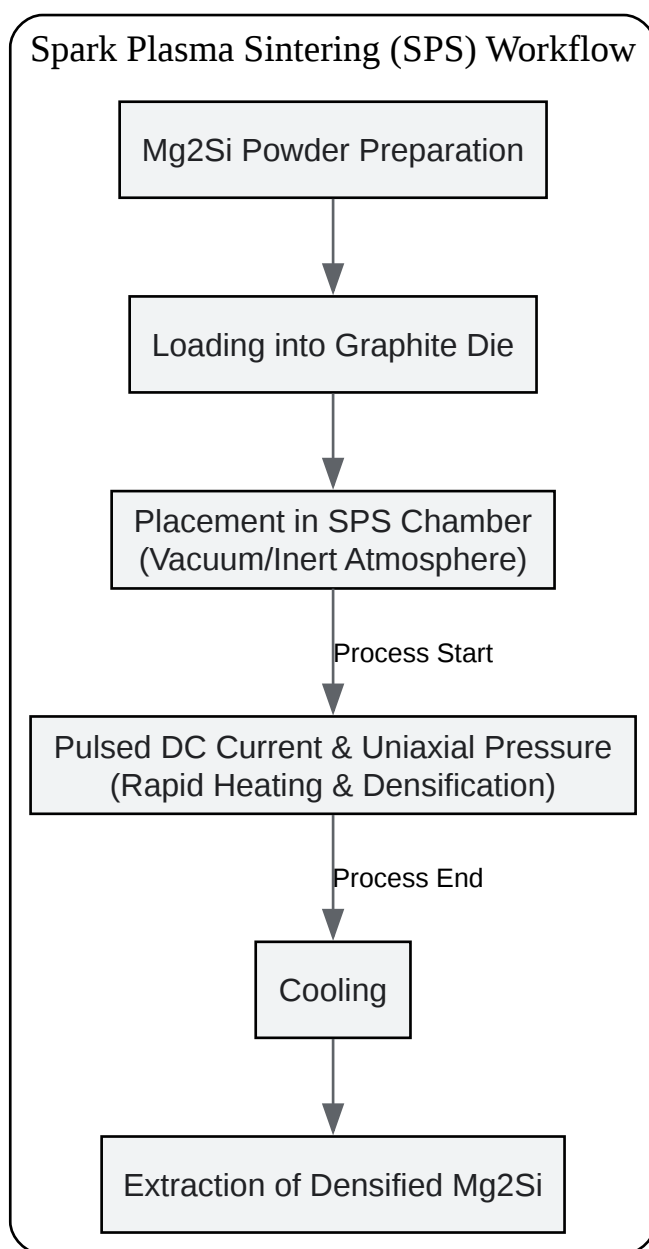 Spark Plasma Sintering (SPS) Workflow
Mg2Si Powder Preparation
Loading into Graphite Die
Placement in SPS Chamber
(Vacuum/Inert Atmosphere)
Process Start
Pulsed DC Current & Uniaxial Pressure
(Rapid Heating & Densification)
Process End
Cooling
Extraction of Densified Mg2Si